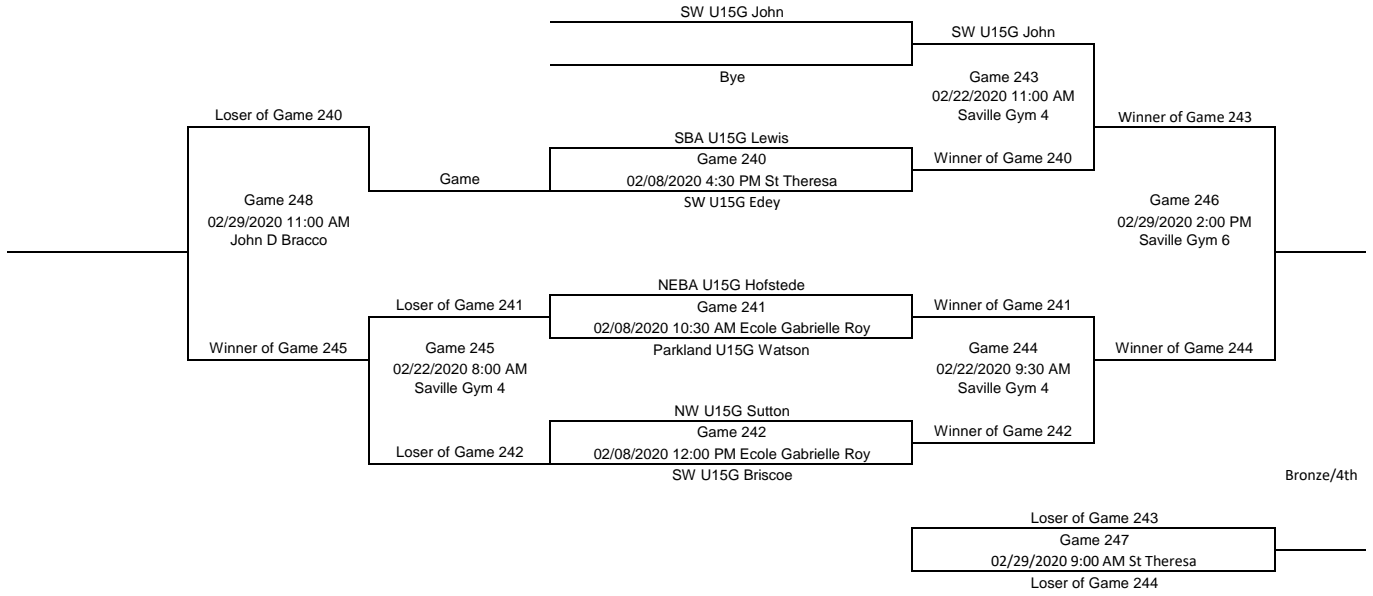 SW U15G John
SW U15G John
Bye
Game 243
02/22/2020 11:00 AM
Saville Gym 4
Loser of Game 240
Winner of Game 243
SBA U15G Lewis
Game 240
Winner of Game 240
Game
02/08/2020 4:30 PM St Theresa
SW U15G Edey
Game 248
02/29/2020 11:00 AM
John D Bracco
Game 246
02/29/2020 2:00 PM
Saville Gym 6
NEBA U15G Hofstede
Loser of Game 241
Game 241
Winner of Game 241
02/08/2020 10:30 AM Ecole Gabrielle Roy
Parkland U15G Watson
Winner of Game 245
Game 245
02/22/2020 8:00 AM
Saville Gym 4
Game 244
02/22/2020 9:30 AM
Saville Gym 4
Winner of Game 244
NW U15G Sutton
Game 242
Winner of Game 242
Loser of Game 242
02/08/2020 12:00 PM Ecole Gabrielle Roy
SW U15G Briscoe
Bronze/4th
Loser of Game 243
Game 247
02/29/2020 9:00 AM St Theresa
Loser of Game 244